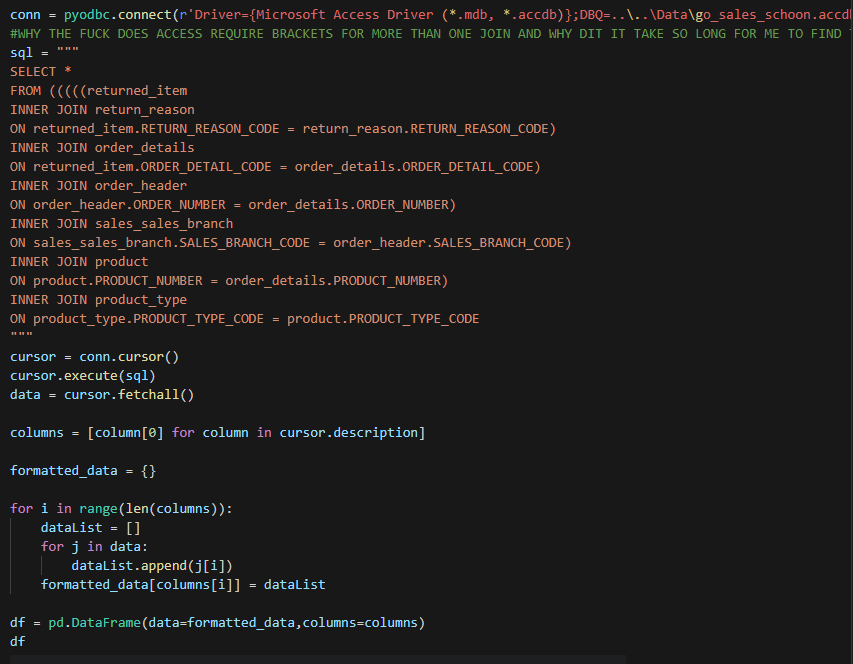 conn = pyodbc.connect(r'Driver={Microsoft Access Driver (*.mdb, *.accdb)};DBQ=..\..\Data\go_sales_schoon.accd
#WHY THE FUCK DOES ACCESS REQUIRE BRACKETS FOR MORE THAN ONE JOIN AND WHY DIT IT TAKE SO LONG FOR ME TO FIND
sql = """
SELECT *
FROM (((((returned_item
INNER JOIN return_reason
ON returned_item.RETURN_REASON_CODE = return_reason.RETURN_REASON_CODE)
INNER JOIN order_details
ON returned_item.ORDER_DETAIL_CODE = order_details.ORDER_DETAIL_CODE)
INNER JOIN order_header
ON order_header.ORDER_NUMBER = order_details.ORDER_NUMBER)
INNER JOIN sales_sales_branch
ON sales_sales_branch.SALES_BRANCH_CODE = order_header.SALES_BRANCH_CODE)
INNER JOIN product
ON product.PRODUCT_NUMBER = order_details.PRODUCT_NUMBER)
INNER JOIN product_type
ON product_type.PRODUCT_TYPE_CODE = product.PRODUCT_TYPE_CODE
"""
cursor = conn.cursor()
cursor.execute(sql)
data = cursor.fetchall()

columns = [column[0] for column in cursor.description]

formatted_data = {}

for i in range(len(columns)):
    dataList = []
    for j in data:
        dataList.append(j[i])
    formatted_data[columns[i]] = dataList

df = pd.DataFrame(data=formatted_data,columns=columns)
df